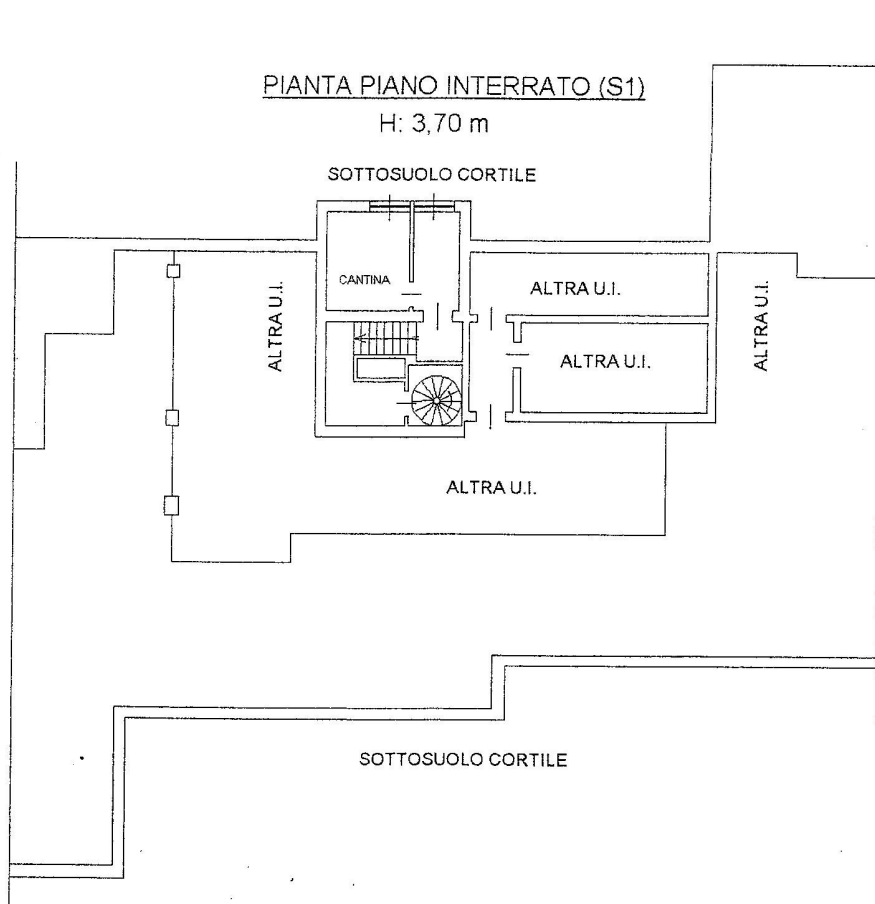 PIANTA PIANO INTERRATO (S1)
H: 3,70 m
SOTTOSUOLO CORTILE
CANTINA
ALTRA U.I.
ALTRA U.I.
ALTRA U.I.
ALTRA U.I.
ALTRA U.I.
SOTTOSUOLO CORTILE